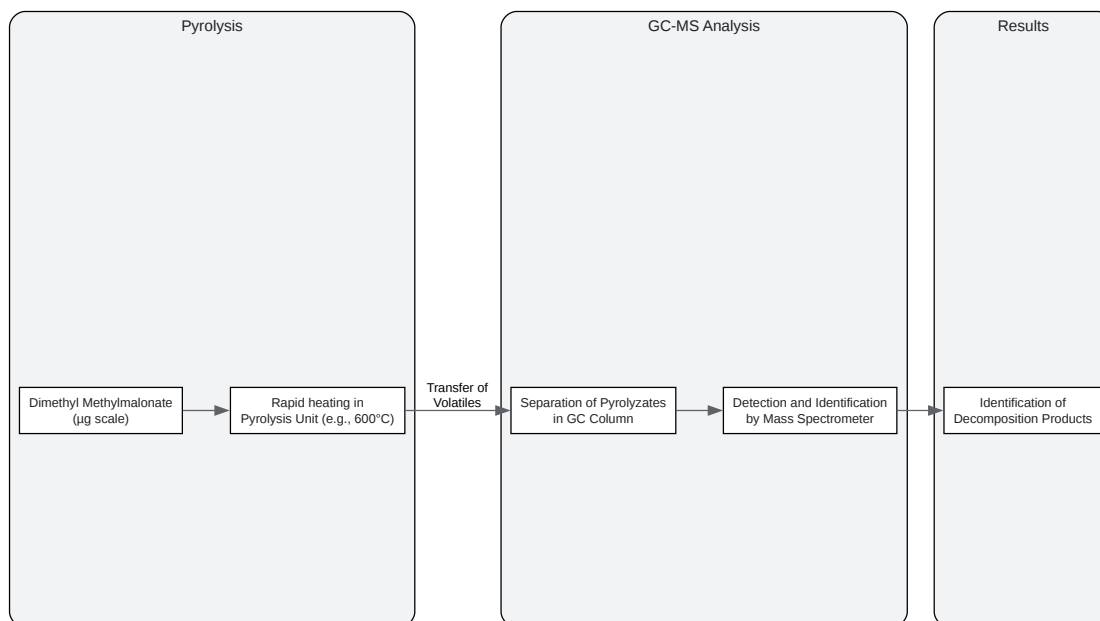 Pyrolysis
GC-MS Analysis
Results
Dimethyl Methylmalonate
(µg scale)
Rapid heating in
Pyrolysis Unit (e.g., 600°C)
Transfer of
Volatiles
Separation of Pyrolyzates
in GC Column
Detection and Identification
by Mass Spectrometer
Identification of
Decomposition Products